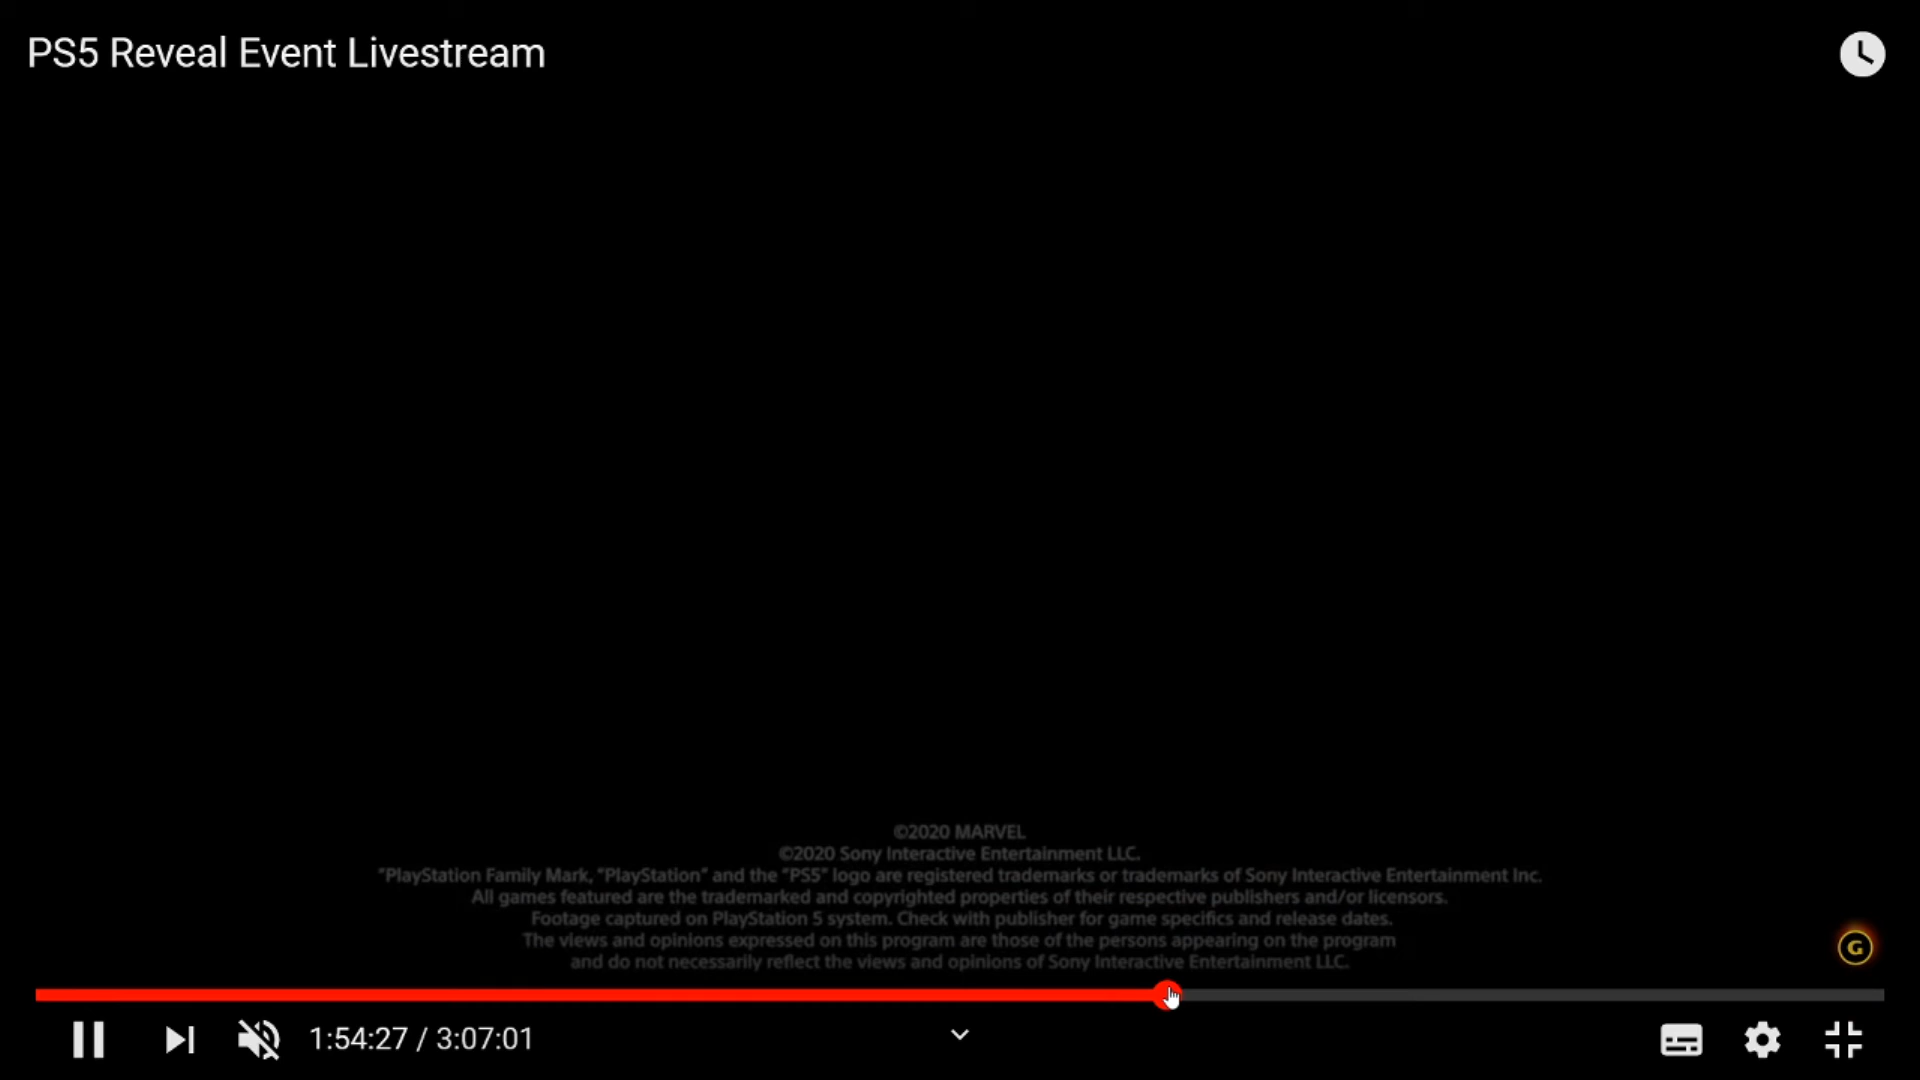 PS5 Reveal Event Livestream
©2020 MARVEL
©2020 Sony Interactive Entertainment LLC.
"PlayStation Family Mark, "PlayStation" and the "PS5" logo are registered trademarks or trademarks of Sony Interactive Entertainment Inc.
All games featured are the trademarked and copyrighted properties of their respective publishers and/or licensors.
Footage captured on PlayStation 5 system. Check with publisher for game specifics and release dates.
The views and opinions expressed on this program are those of the persons appearing on the program
and do not necessarily reflect the views and opinions of Sony Interactive Entertainment LLC.
G
1:54:27 / 3:07:01